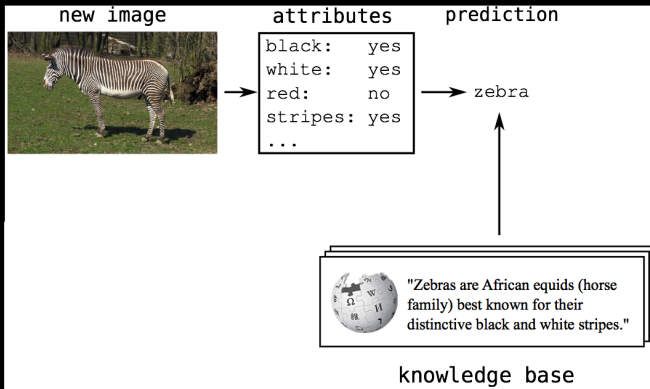 new image
attributes
prediction
black: yes
white: yes
red: no
stripes: yes
...
zebra
"Zebras are African equids (horse
family) best known for their
distinctive black and white stripes."
knowledge base